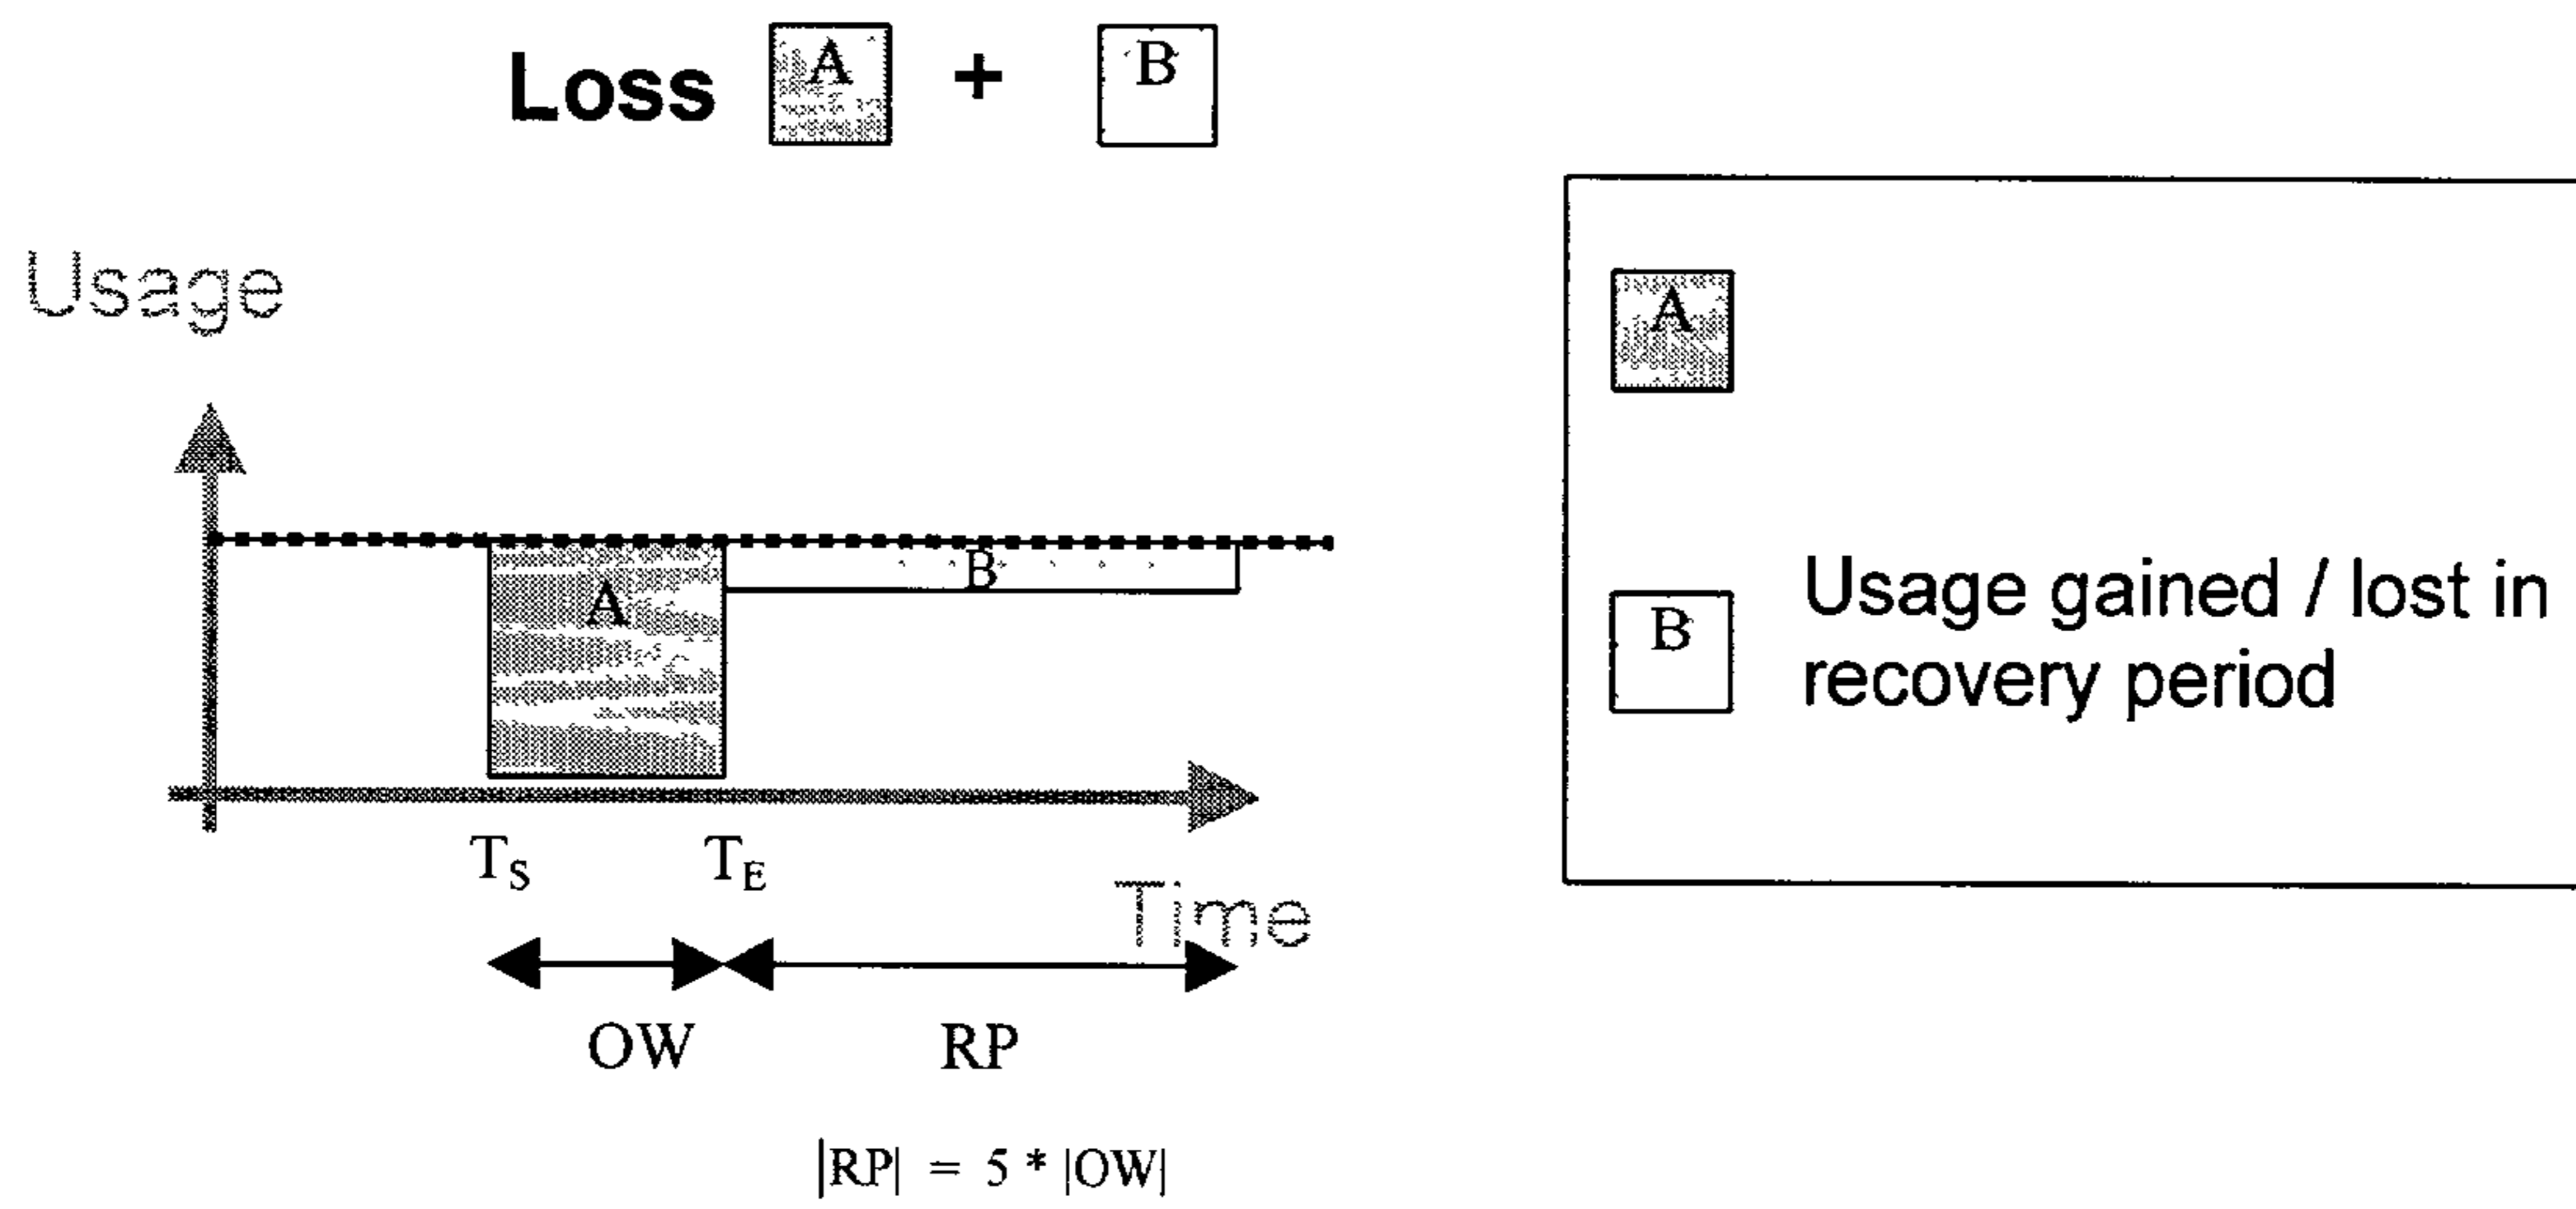 Loss A + B
Usage
A
B
T_S T_E
Time
OW RP
|RP| = 5 * |OW|
A
B Usage gained / lost in
recovery period